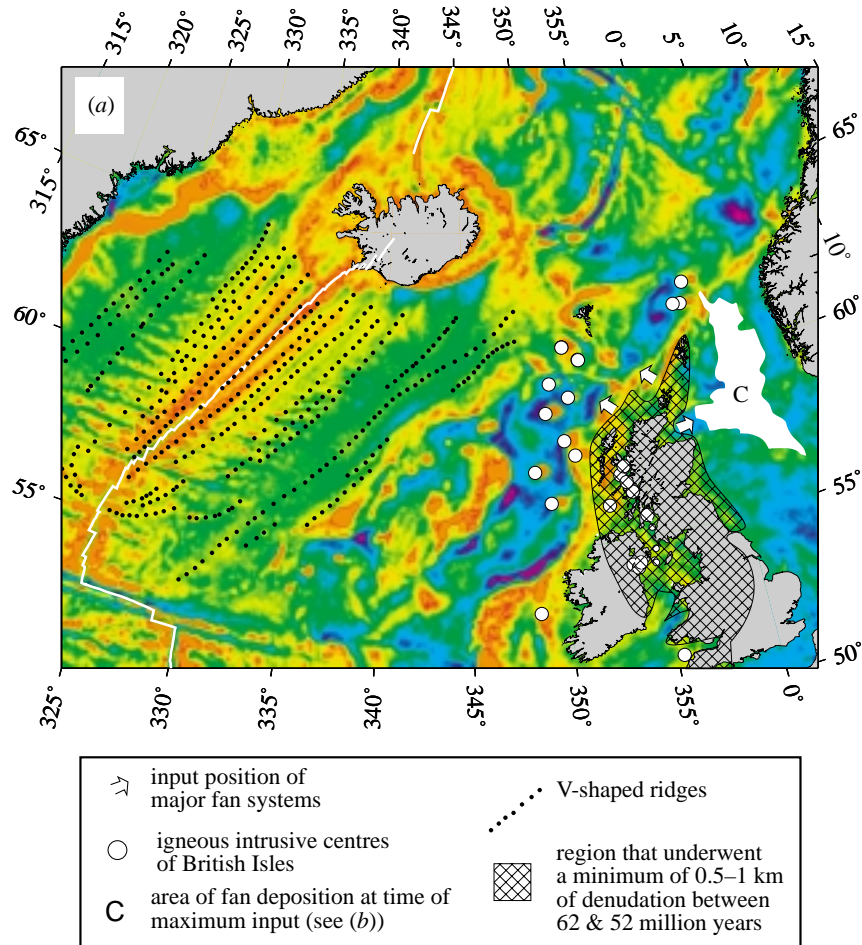 315° 320° 325° 330° 335° 340° 345° 350° 355° 0° 5° 10° 15°
(a)
65°
315°
60°
55°
65°
10°
60°
55°
50°
C
325° 330° 335° 340° 345° 350° 355° 0°
input position of
major fan systems
igneous intrusive centres
of British Isles
C area of fan deposition at time of
maximum input (see (b))
V-shaped ridges
region that underwent
a minimum of 0.5–1 km
of denudation between
62 & 52 million years